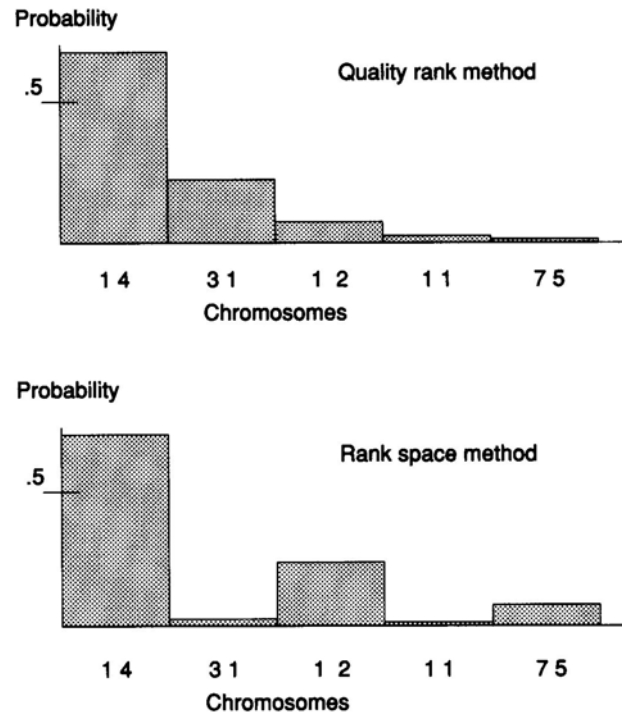 Probability
Quality rank method
.5
1 4 3 1 1 2 1 1 7 5
Chromosomes
Probability
Rank space method
.5
1 4 3 1 1 2 1 1 7 5
Chromosomes